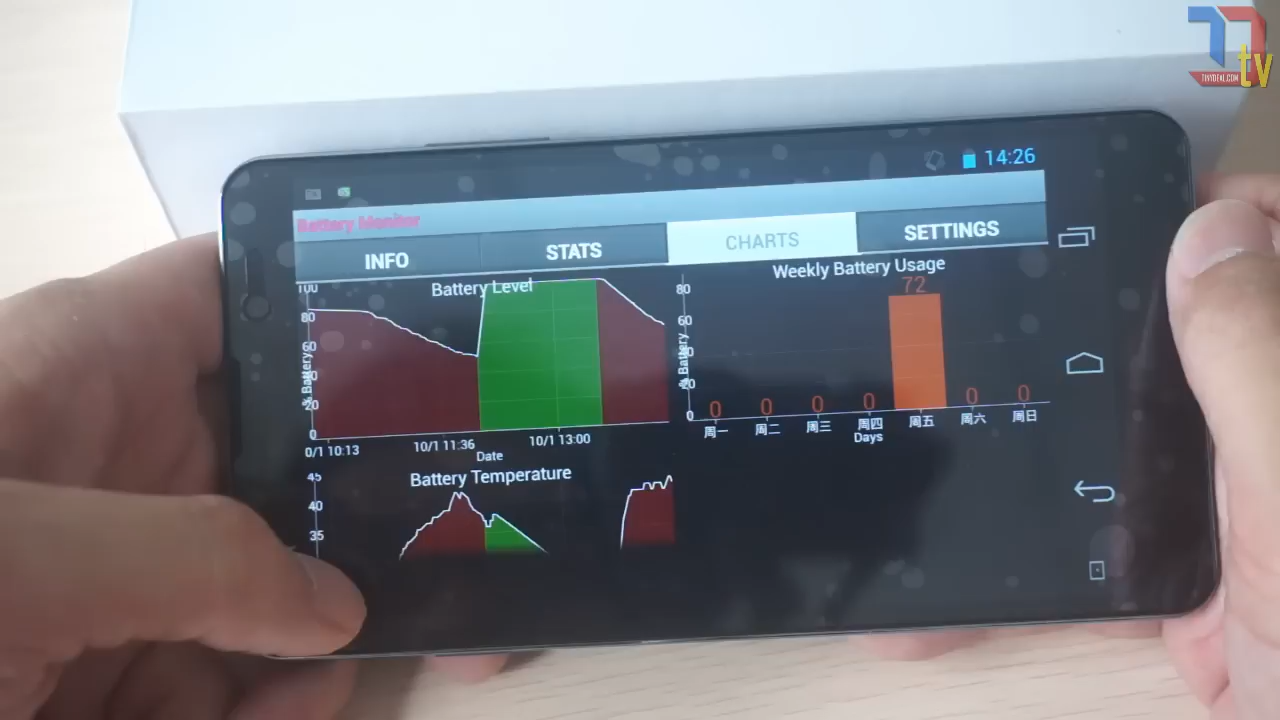 TV
TINYDEAL.COM
14:26
Battery Monitor
INFO
STATS
CHARTS
SETTINGS
Battery Level
100
80
60
40
20
0
% Battery
0/1 10:13
10/1 11:36
10/1 13:00
Date
Weekly Battery Usage
80
60
40
20
0
% Battery
0
0
0
0
72
0
0
周一
周二
周三
周四
周五
周六
周日
Days
Battery Temperature
45
40
35